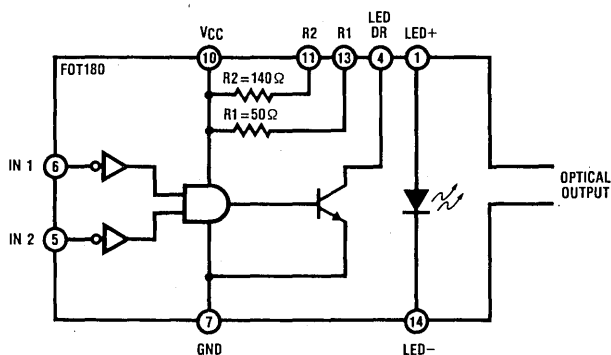 VCC
R2
R1
LED
DR
LED+
10
11
13
4
1
FOT180
R2=140Ω
R1=50Ω
IN 1
6
OPTICAL
OUTPUT
IN 2
5
7
14
GND
LED−